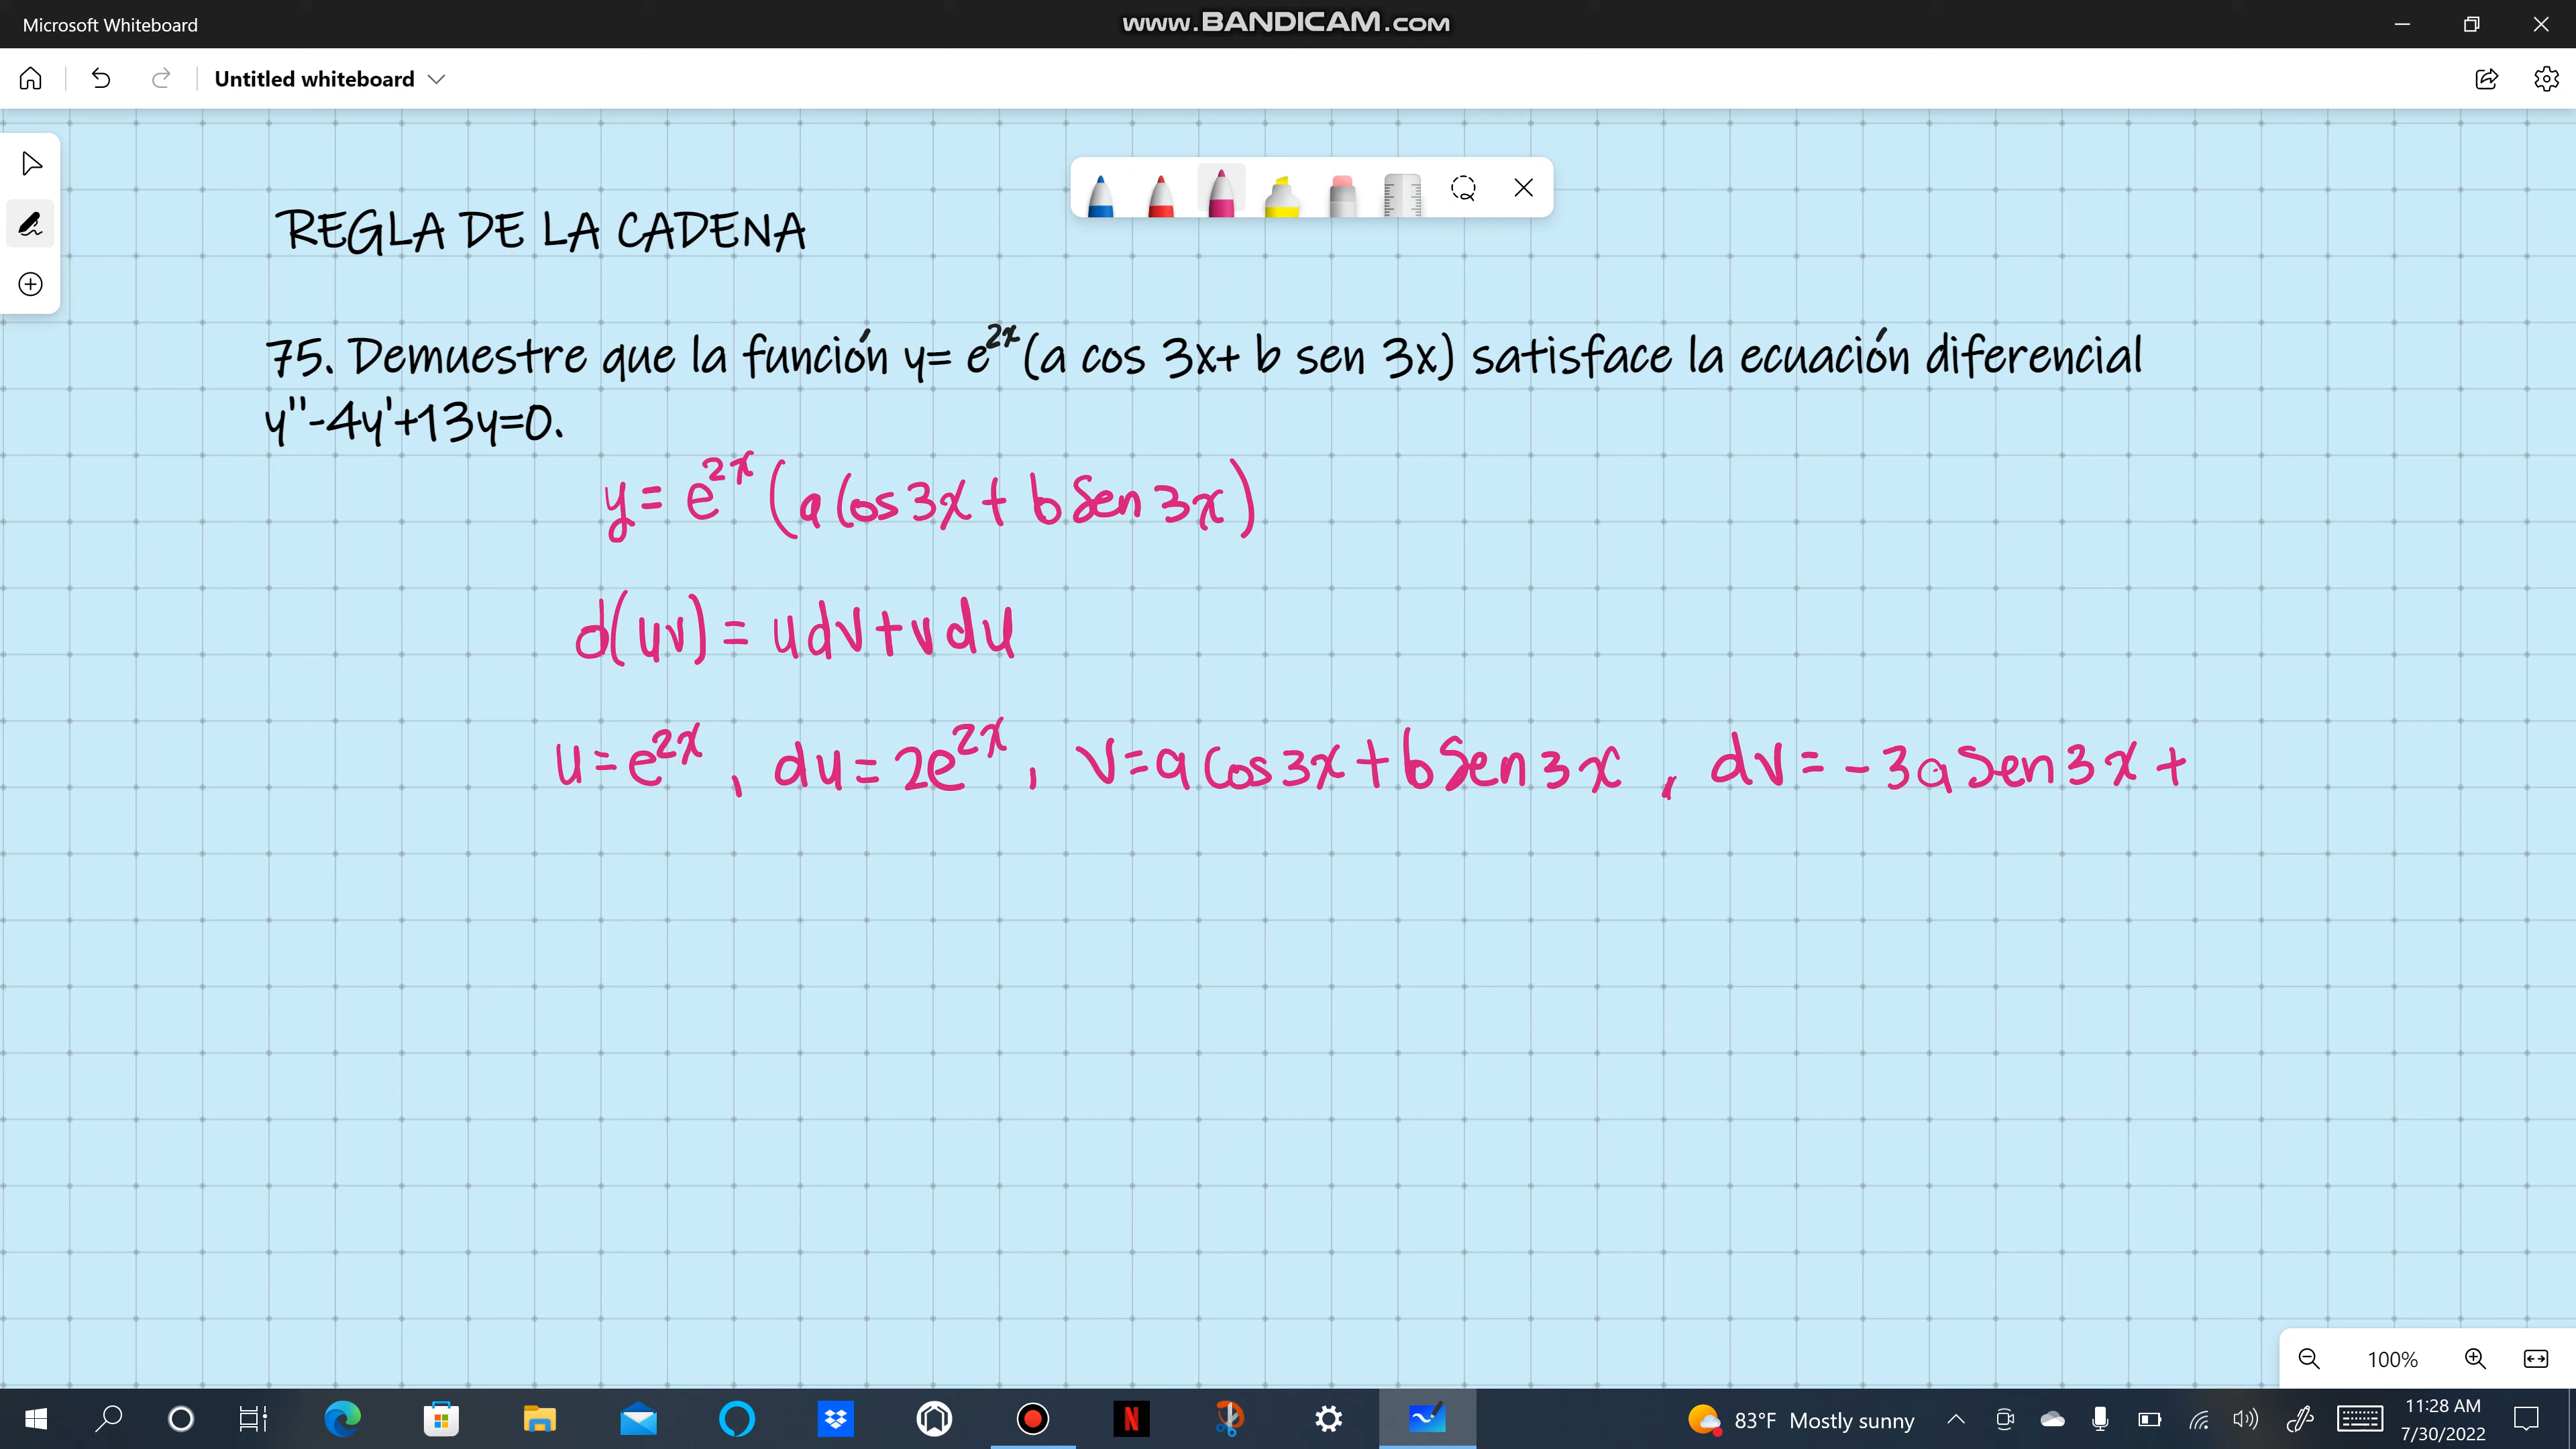 Microsoft Whiteboard
www.BANDICAM.com
Untitled whiteboard
REGLA DE LA CADENA
75. Demuestre que la función y= e^2x (a cos 3x+ b sen 3x) satisface la ecuación diferencial
y''-4y'+13y=0.
y = e^2x (a cos 3x + b sen 3x)
d(uv) = udv+vdu
u = e^2x , du = 2e^2x , v=a cos 3x + b sen 3x , dv = -3a sen 3x +
100%
83°F Mostly sunny
11:28 AM
7/30/2022